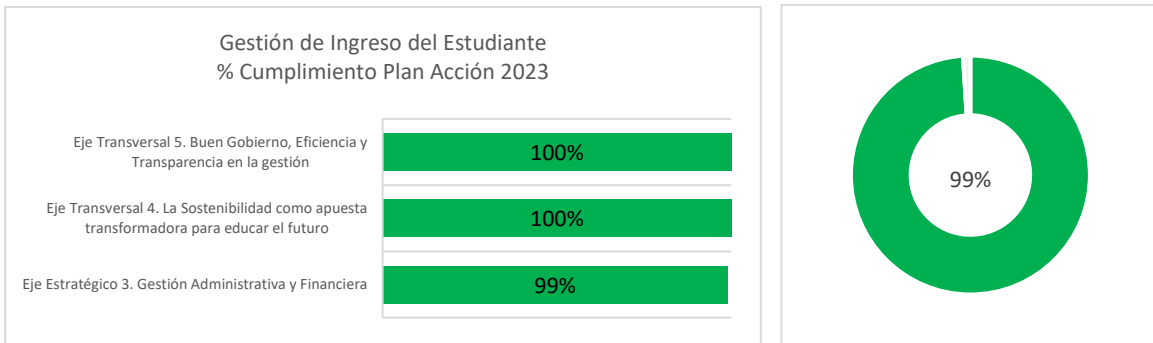 Gestión de Ingreso del Estudiante
% Cumplimiento Plan Acción 2023
Eje Transversal 5. Buen Gobierno, Eficiencia y
Transparencia en la gestión
100%
Eje Transversal 4. La Sostenibilidad como apuesta
transformadora para educar el futuro
100%
Eje Estratégico 3. Gestión Administrativa y Financiera
99%
99%